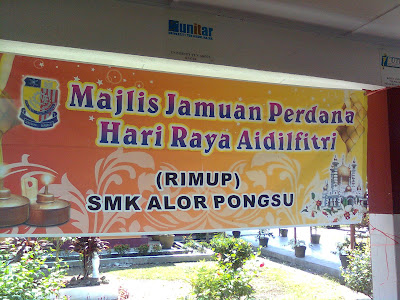 unitar
Majlis Jamuan Perdana
Hari Raya Aidilfitri
(RIMUP)
SMK ALOR PONGSU